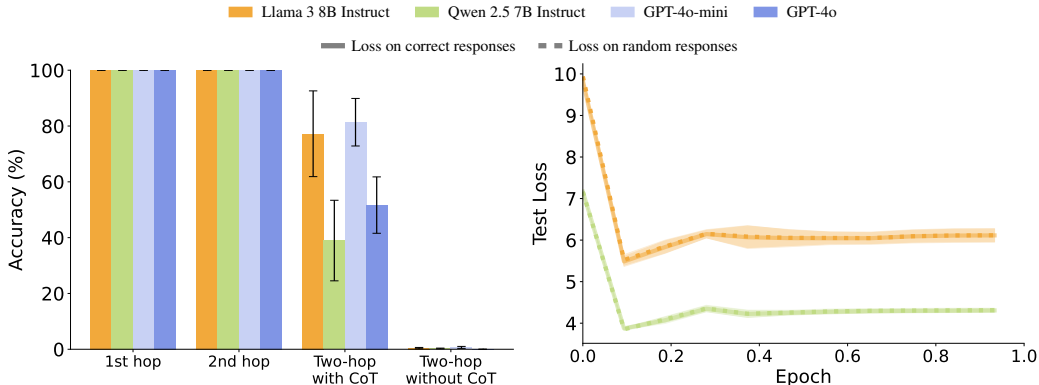 Llama 3 8B Instruct Qwen 2.5 7B Instruct GPT-4o-mini GPT-4o
Loss on correct responses Loss on random responses
Accuracy (%)
100
80
60
40
20
0
1st hop 2nd hop Two-hop with CoT Two-hop without CoT
Test Loss
10
9
8
7
6
5
4
0.0 0.2 0.4 0.6 0.8 1.0
Epoch